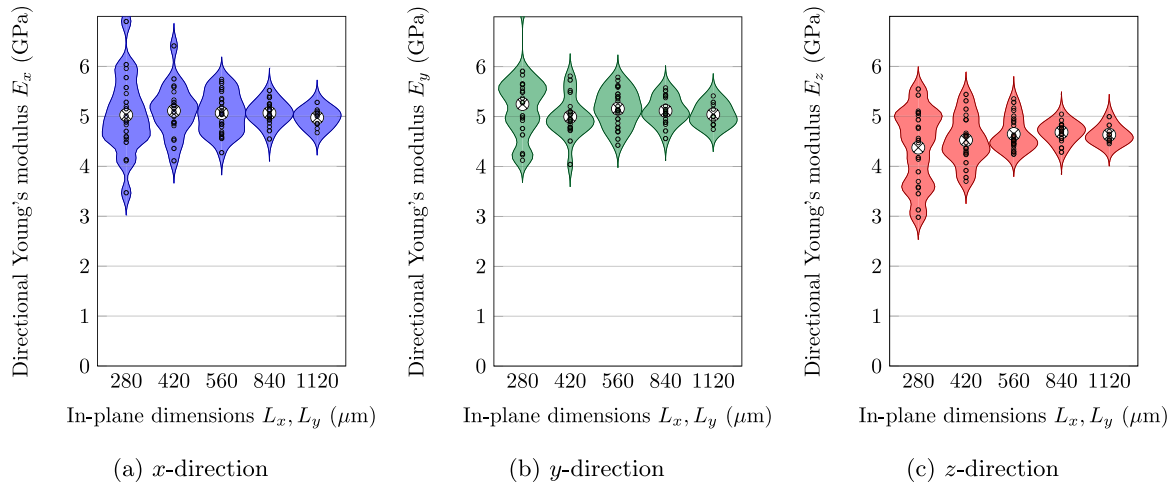 Directional Young's modulus E_x (GPa)
6
5
4
3
2
1
0
280 420 560 840 1120
In-plane dimensions L_x, L_y (μm)
(a) x-direction
Directional Young's modulus E_y (GPa)
6
5
4
3
2
1
0
280 420 560 840 1120
In-plane dimensions L_x, L_y (μm)
(b) y-direction
Directional Young's modulus E_z (GPa)
6
5
4
3
2
1
0
280 420 560 840 1120
In-plane dimensions L_x, L_y (μm)
(c) z-direction